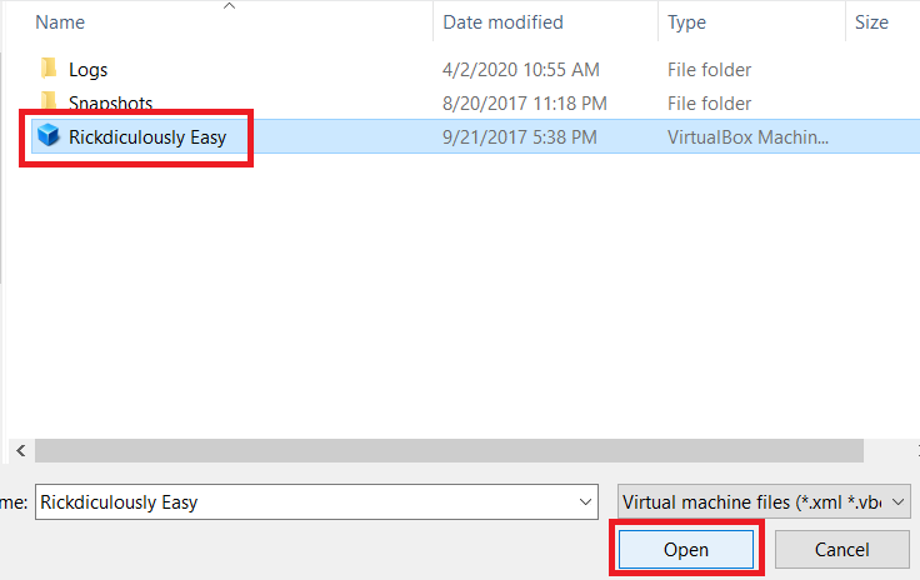 Name Date modified Type Size
Logs 4/2/2020 10:55 AM File folder
Snapshots 8/20/2017 11:18 PM File folder
Rickdiculously Easy 9/21/2017 5:38 PM VirtualBox Machin...
me: Rickdiculously Easy Virtual machine files (*.xml *.vb
Open Cancel